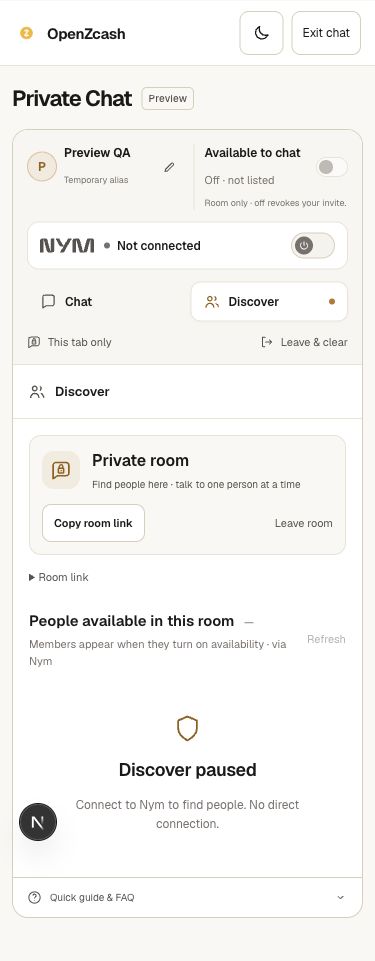 OpenZcash
Exit chat
Private Chat
Preview
P
Preview QA
Temporary alias
Available to chat
Off · not listed
Room only · off revokes your invite.
NYM
Not connected
Chat
Discover
This tab only
Leave & clear
Discover
Private room
Find people here · talk to one person at a time
Copy room link
Leave room
Room link
People available in this room —
Members appear when they turn on availability · via
Nym
Refresh
Discover paused
Connect to Nym to find people. No direct
connection.
N
Quick guide & FAQ